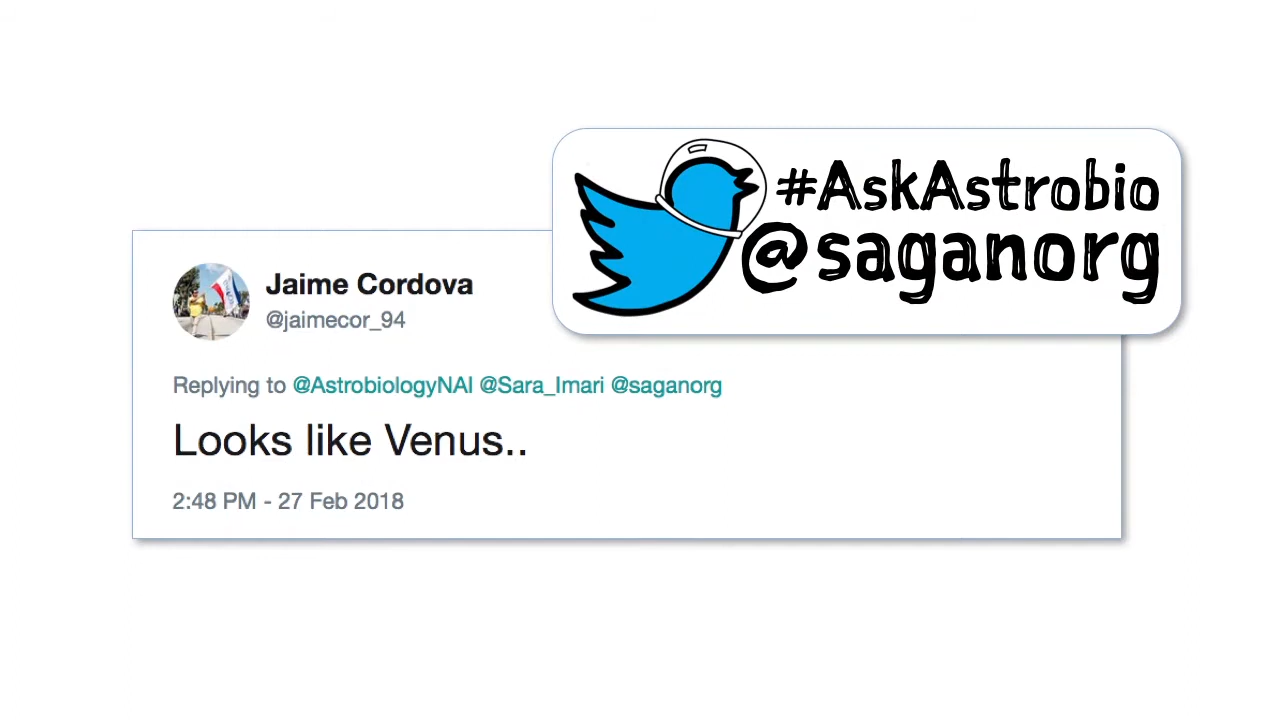 #AskAstrobio
@saganorg
Jaime Cordova
@jaimecor_94
Replying to @AstrobiologyNAI @Sara_Imari @saganorg
Looks like Venus..
2:48 PM - 27 Feb 2018